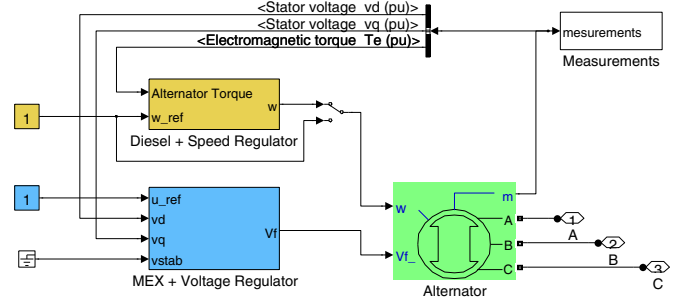 <Stator voltage vd (pu)>
<Stator voltage vq (pu)>
<Electromagnetic torque Te (pu)>
mesurements
Measurements
Alternator Torque
w
w_ref
1
Diesel + Speed Regulator
1
u_ref
vd
vq
vstab
Vf
MEX + Voltage Regulator
w
m
Vf_
A
B
C
Alternator
1
A
2
B
3
C